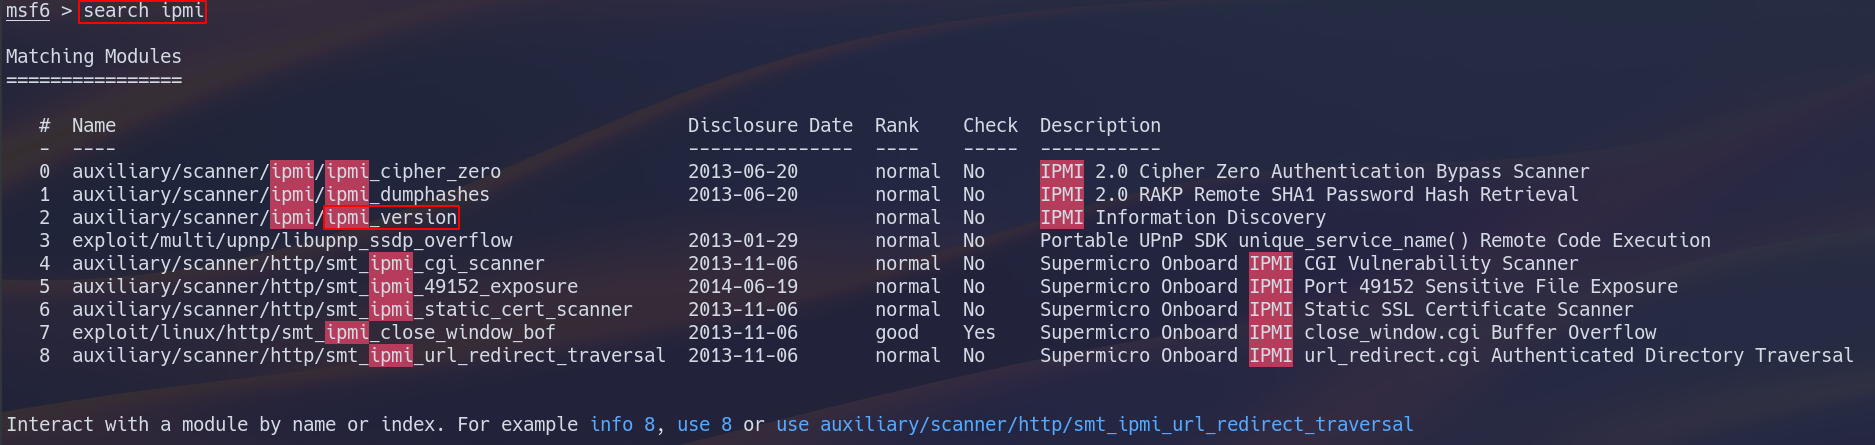 msf6 > search ipmi
Matching Modules
================
#  Name  Disclosure Date  Rank  Check  Description
-  ----  ---------------  ----  -----  -----------
0  auxiliary/scanner/ipmi/ipmi_cipher_zero  2013-06-20  normal  No  IPMI 2.0 Cipher Zero Authentication Bypass Scanner
1  auxiliary/scanner/ipmi/ipmi_dumphashes  2013-06-20  normal  No  IPMI 2.0 RAKP Remote SHA1 Password Hash Retrieval
2  auxiliary/scanner/ipmi/ipmi_version  normal  No  IPMI Information Discovery
3  exploit/multi/upnp/libupnp_ssdp_overflow  2013-01-29  normal  No  Portable UPnP SDK unique_service_name() Remote Code Execution
4  auxiliary/scanner/http/smt_ipmi_cgi_scanner  2013-11-06  normal  No  Supermicro Onboard IPMI CGI Vulnerability Scanner
5  auxiliary/scanner/http/smt_ipmi_49152_exposure  2014-06-19  normal  No  Supermicro Onboard IPMI Port 49152 Sensitive File Exposure
6  auxiliary/scanner/http/smt_ipmi_static_cert_scanner  2013-11-06  normal  No  Supermicro Onboard IPMI Static SSL Certificate Scanner
7  exploit/linux/http/smt_ipmi_close_window_bof  2013-11-06  good  Yes  Supermicro Onboard IPMI close_window.cgi Buffer Overflow
8  auxiliary/scanner/http/smt_ipmi_url_redirect_traversal  2013-11-06  normal  No  Supermicro Onboard IPMI url_redirect.cgi Authenticated Directory Traversal
Interact with a module by name or index. For example info 8, use 8 or use auxiliary/scanner/http/smt_ipmi_url_redirect_traversal